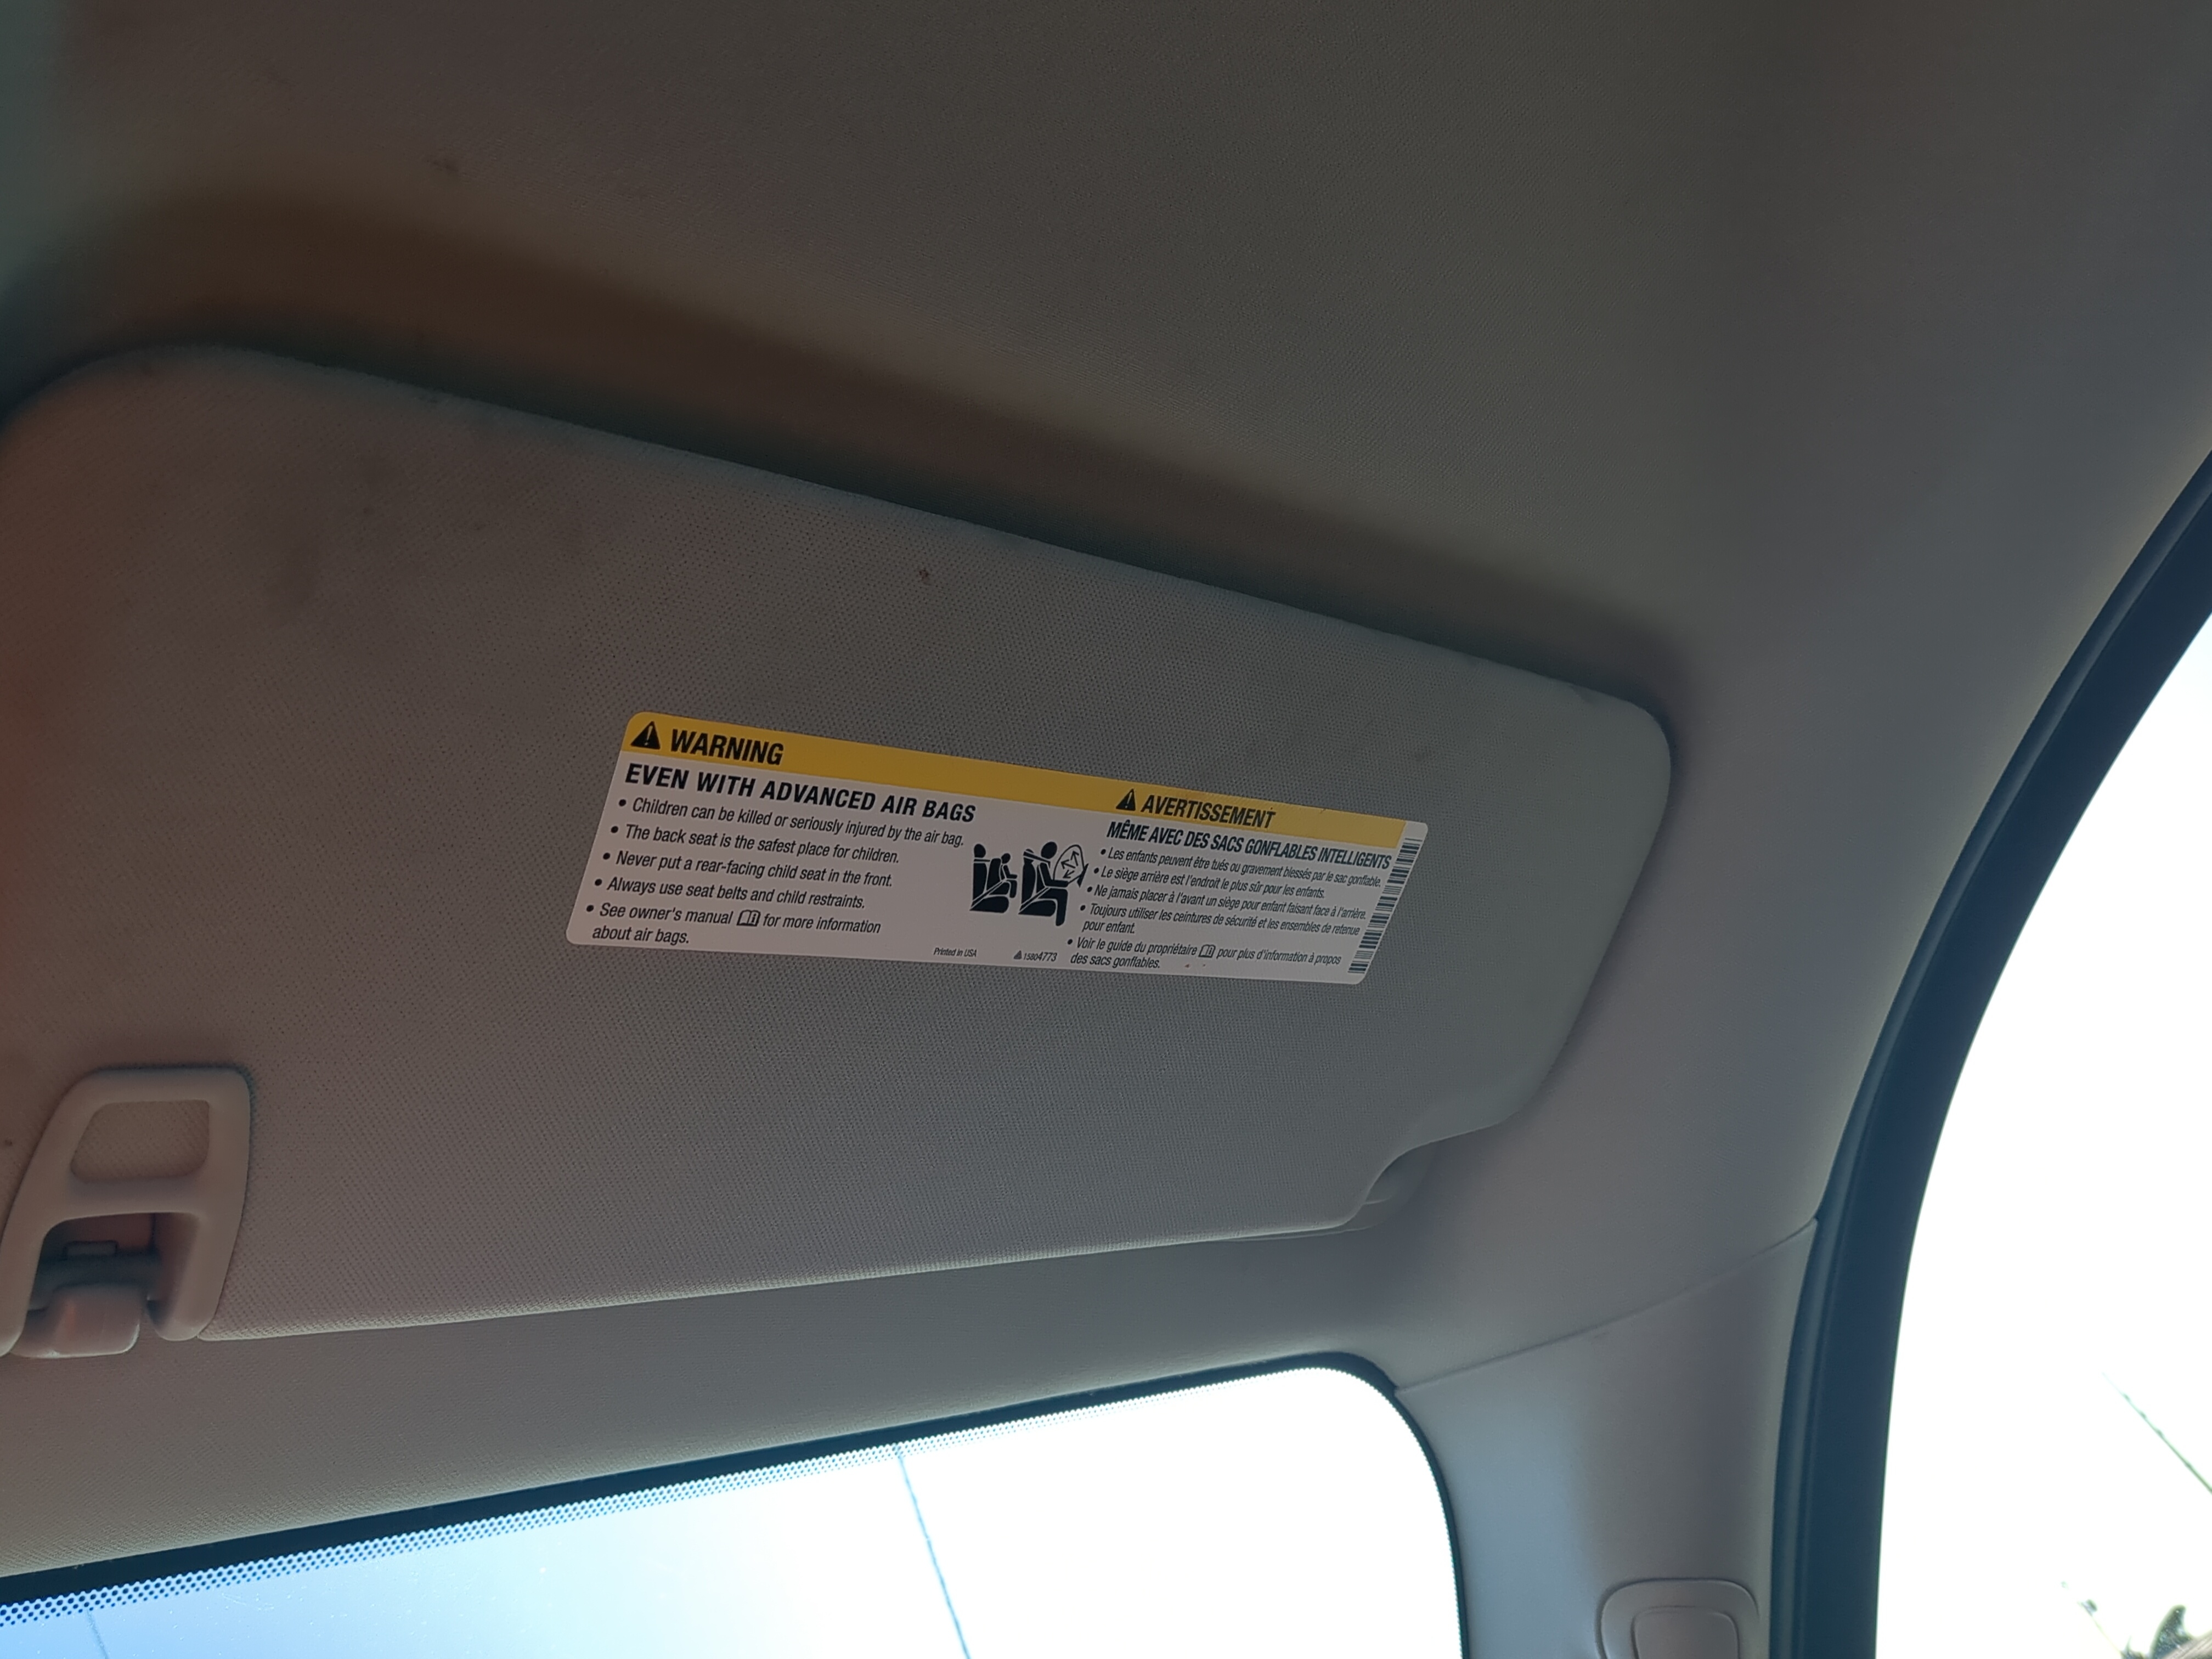 WARNING
EVEN WITH ADVANCED AIR BAGS
• Children can be killed or seriously injured by the air bag.
• The back seat is the safest place for children.
• Never put a rear-facing child seat in the front.
• Always use seat belts and child restraints.
• See owner's manual for more information
about air bags.
Printed in USA
15804773
AVERTISSEMENT
MÊME AVEC DES SACS GONFLABLES INTELLIGENTS
• Les enfants peuvent être tués ou gravement blessés par le sac gonflable.
• Le siège arrière est l'endroit le plus sûr pour les enfants.
• Ne jamais placer à l'avant un siège pour enfant faisant face à l'arrière.
• Toujours utiliser les ceintures de sécurité et les ensembles de retenue
pour enfant.
• Voir le guide du propriétaire pour plus d'information à propos
des sacs gonflables.